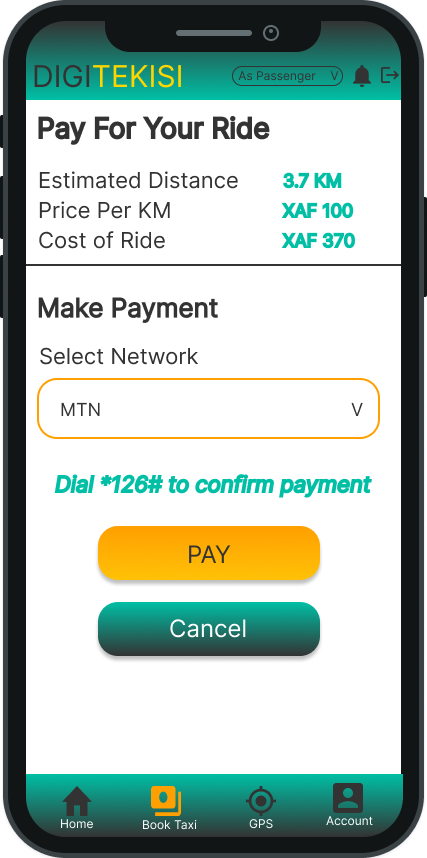 DIGITEKISI
As Passenger V
Pay For Your Ride
Estimated Distance 3.7 KM
Price Per KM XAF 100
Cost of Ride XAF 370
Make Payment
Select Network
MTN V
Dial *126# to confirm payment
PAY
Cancel
Home Book Taxi GPS Account